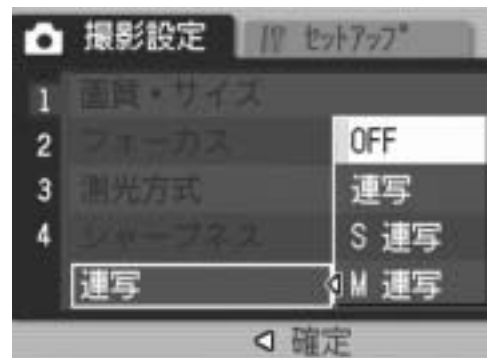 撮影設定 セットアップ
1 画質・サイズ
2 フォーカス OFF
3 測光方式 連写
4 シャープネス S 連写
連写 M 連写
確定